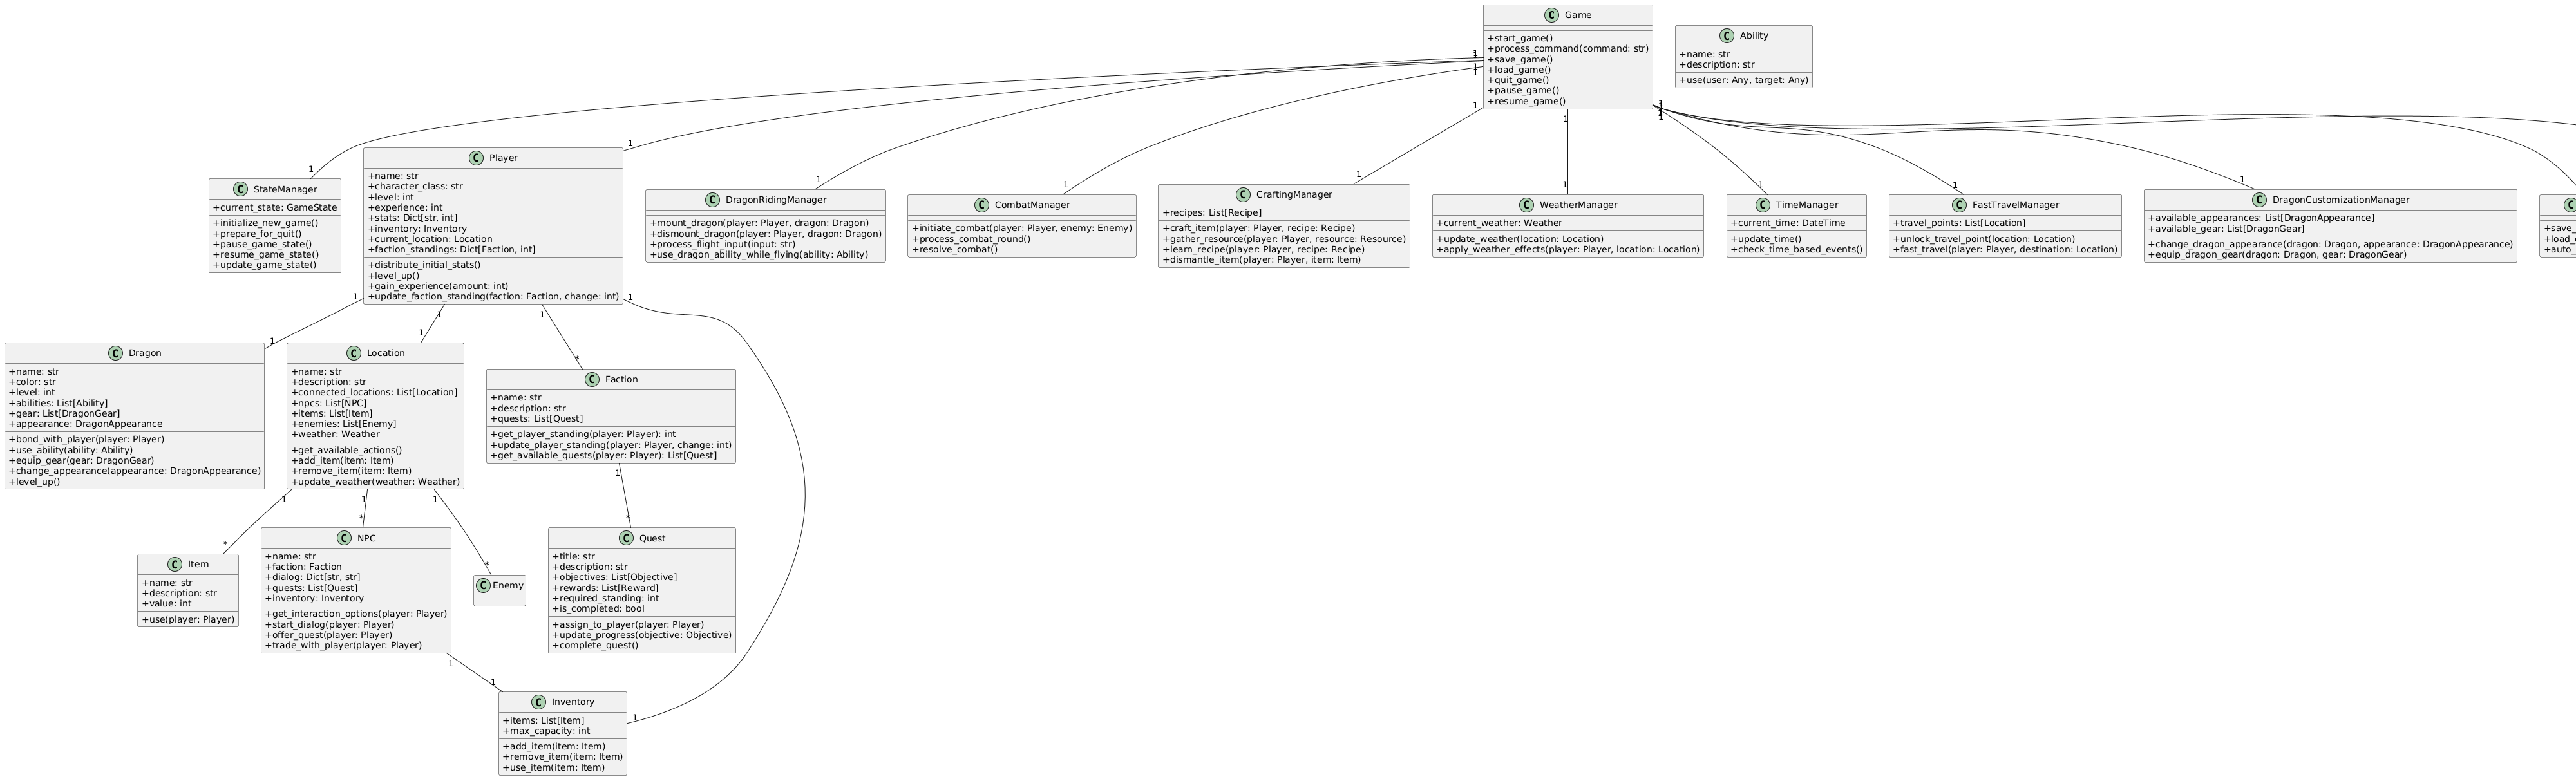 Game
+start_game()
+process_command(command: str)
+save_game()
+load_game()
+quit_game()
+pause_game()
+resume_game()
Ability
+name: str
+description: str
+use(user: Any, target: Any)
1
1
1
1
1
1
1
1
1
1
StateManager
+current_state: GameState
+initialize_new_game()
+prepare_for_quit()
+pause_game_state()
+resume_game_state()
+update_game_state()
1
Player
+name: str
+character_class: str
+level: int
+experience: int
+stats: Dict[str, int]
+inventory: Inventory
+current_location: Location
+faction_standings: Dict[Faction, int]
+distribute_initial_stats()
+level_up()
+gain_experience(amount: int)
+update_faction_standing(faction: Faction, change: int)
1
DragonRidingManager
+mount_dragon(player: Player, dragon: Dragon)
+dismount_dragon(player: Player, dragon: Dragon)
+process_flight_input(input: str)
+use_dragon_ability_while_flying(ability: Ability)
1
CombatManager
+initiate_combat(player: Player, enemy: Enemy)
+process_combat_round()
+resolve_combat()
1
CraftingManager
+recipes: List[Recipe]
+craft_item(player: Player, recipe: Recipe)
+gather_resource(player: Player, resource: Resource)
+learn_recipe(player: Player, recipe: Recipe)
+dismantle_item(player: Player, item: Item)
1
WeatherManager
+current_weather: Weather
+update_weather(location: Location)
+apply_weather_effects(player: Player, location: Location)
1
TimeManager
+current_time: DateTime
+update_time()
+check_time_based_events()
1
FastTravelManager
+travel_points: List[Location]
+unlock_travel_point(location: Location)
+fast_travel(player: Player, destination: Location)
1
DragonCustomizationManager
+available_appearances: List[DragonAppearance]
+available_gear: List[DragonGear]
+change_dragon_appearance(dragon: Dragon, appearance: DragonAppearance)
+equip_dragon_gear(dragon: Dragon, gear: DragonGear)
+save_
+load_
+auto_
1
1
1
1
1
Dragon
+name: str
+color: str
+level: int
+abilities: List[Ability]
+gear: List[DragonGear]
+appearance: DragonAppearance
+bond_with_player(player: Player)
+use_ability(ability: Ability)
+equip_gear(gear: DragonGear)
+change_appearance(appearance: DragonAppearance)
+level_up()
1
Location
+name: str
+description: str
+connected_locations: List[Location]
+npcs: List[NPC]
+items: List[Item]
+enemies: List[Enemy]
+weather: Weather
+get_available_actions()
+add_item(item: Item)
+remove_item(item: Item)
+update_weather(weather: Weather)
*
Faction
+name: str
+description: str
+quests: List[Quest]
+get_player_standing(player: Player): int
+update_player_standing(player: Player, change: int)
+get_available_quests(player: Player): List[Quest]
1
1
1
1
*
Item
+name: str
+description: str
+value: int
+use(player: Player)
*
NPC
+name: str
+faction: Faction
+dialog: Dict[str, str]
+quests: List[Quest]
+inventory: Inventory
+get_interaction_options(player: Player)
+start_dialog(player: Player)
+offer_quest(player: Player)
+trade_with_player(player: Player)
*
Enemy
*
Quest
+title: str
+description: str
+objectives: List[Objective]
+rewards: List[Reward]
+required_standing: int
+is_completed: bool
+assign_to_player(player: Player)
+update_progress(objective: Objective)
+complete_quest()
1
1
1
Inventory
+items: List[Item]
+max_capacity: int
+add_item(item: Item)
+remove_item(item: Item)
+use_item(item: Item)